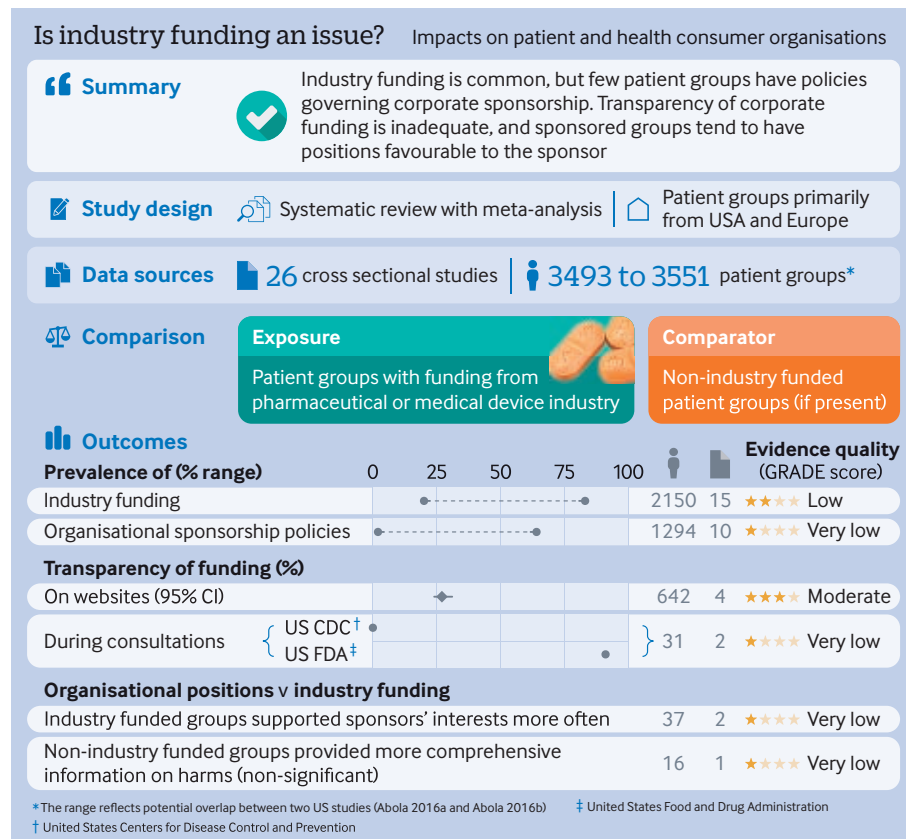 Is industry funding an issue? Impacts on patient and health consumer organisations
Summary
Industry funding is common, but few patient groups have policies
governing corporate sponsorship. Transparency of corporate
funding is inadequate, and sponsored groups tend to have
positions favourable to the sponsor
Study design
Systematic review with meta-analysis
Patient groups primarily
from USA and Europe
Data sources
26 cross sectional studies
3493 to 3551 patient groups*
Comparison
Exposure
Patient groups with funding from
pharmaceutical or medical device industry
Comparator
Non-industry funded
patient groups (if present)
Outcomes
Prevalence of (% range) 0 25 50 75 100
Evidence quality
(GRADE score)
Industry funding 2150 15 Low
Organisational sponsorship policies 1294 10 Very low
Transparency of funding (%)
On websites (95% CI) 642 4 Moderate
During consultations { US CDC† US FDA‡ } 31 2 Very low
Organisational positions v industry funding
Industry funded groups supported sponsors' interests more often 37 2 Very low
Non-industry funded groups provided more comprehensive
information on harms (non-significant) 16 1 Very low
* The range reflects potential overlap between two US studies (Abola 2016a and Abola 2016b) ‡ United States Food and Drug Administration
† United States Centers for Disease Control and Prevention